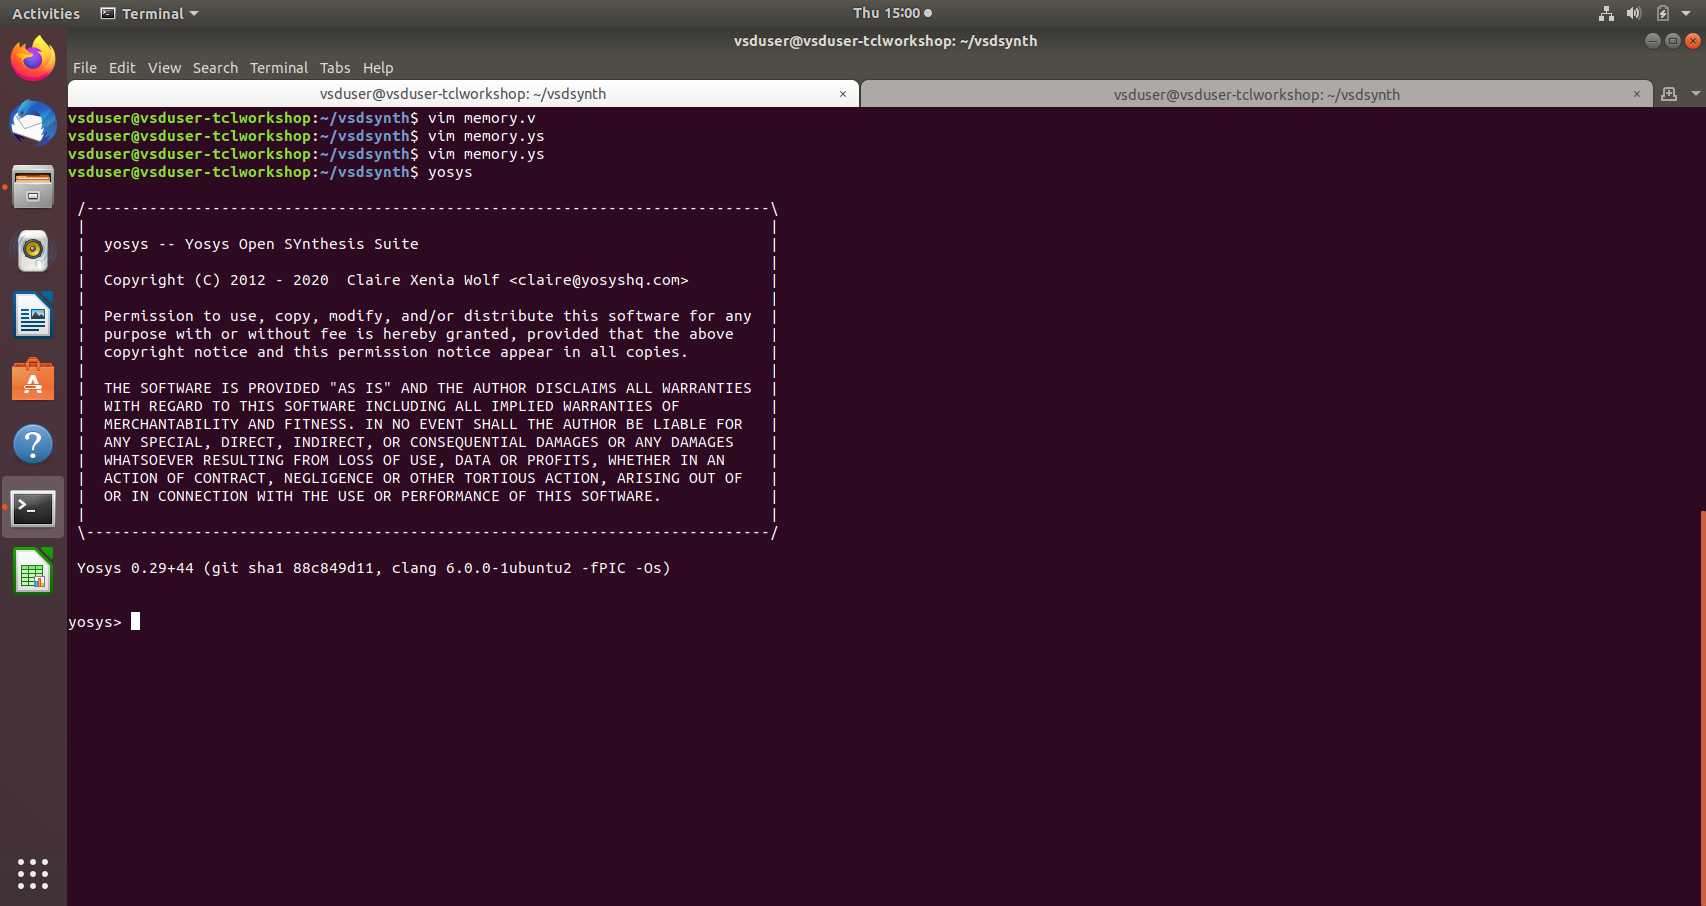 Activities Terminal Thu 15:00
vsduser@vsduser-tclworkshop: ~/vsdsynth
File Edit View Search Terminal Tabs Help
vsduser@vsduser-tclworkshop: ~/vsdsynth × vsduser@vsduser-tclworkshop: ~/vsdsynth ×
vsduser@vsduser-tclworkshop:~/vsdsynth$ vim memory.v
vsduser@vsduser-tclworkshop:~/vsdsynth$ vim memory.ys
vsduser@vsduser-tclworkshop:~/vsdsynth$ vim memory.ys
vsduser@vsduser-tclworkshop:~/vsdsynth$ yosys
/----------------------------------------------------------------------------\
|                                                                            |
|  yosys -- Yosys Open SYnthesis Suite                                       |
|                                                                            |
|  Copyright (C) 2012 - 2020  Claire Xenia Wolf <claire@yosyshq.com>         |
|                                                                            |
|  Permission to use, copy, modify, and/or distribute this software for any  |
|  purpose with or without fee is hereby granted, provided that the above    |
|  copyright notice and this permission notice appear in all copies.         |
|                                                                            |
|  THE SOFTWARE IS PROVIDED "AS IS" AND THE AUTHOR DISCLAIMS ALL WARRANTIES  |
|  WITH REGARD TO THIS SOFTWARE INCLUDING ALL IMPLIED WARRANTIES OF          |
|  MERCHANTABILITY AND FITNESS. IN NO EVENT SHALL THE AUTHOR BE LIABLE FOR   |
|  ANY SPECIAL, DIRECT, INDIRECT, OR CONSEQUENTIAL DAMAGES OR ANY DAMAGES    |
|  WHATSOEVER RESULTING FROM LOSS OF USE, DATA OR PROFITS, WHETHER IN AN     |
|  ACTION OF CONTRACT, NEGLIGENCE OR OTHER TORTIOUS ACTION, ARISING OUT OF   |
|  OR IN CONNECTION WITH THE USE OR PERFORMANCE OF THIS SOFTWARE.            |
|                                                                            |
\----------------------------------------------------------------------------/
Yosys 0.29+44 (git sha1 88c849d11, clang 6.0.0-1ubuntu2 -fPIC -Os)
yosys>